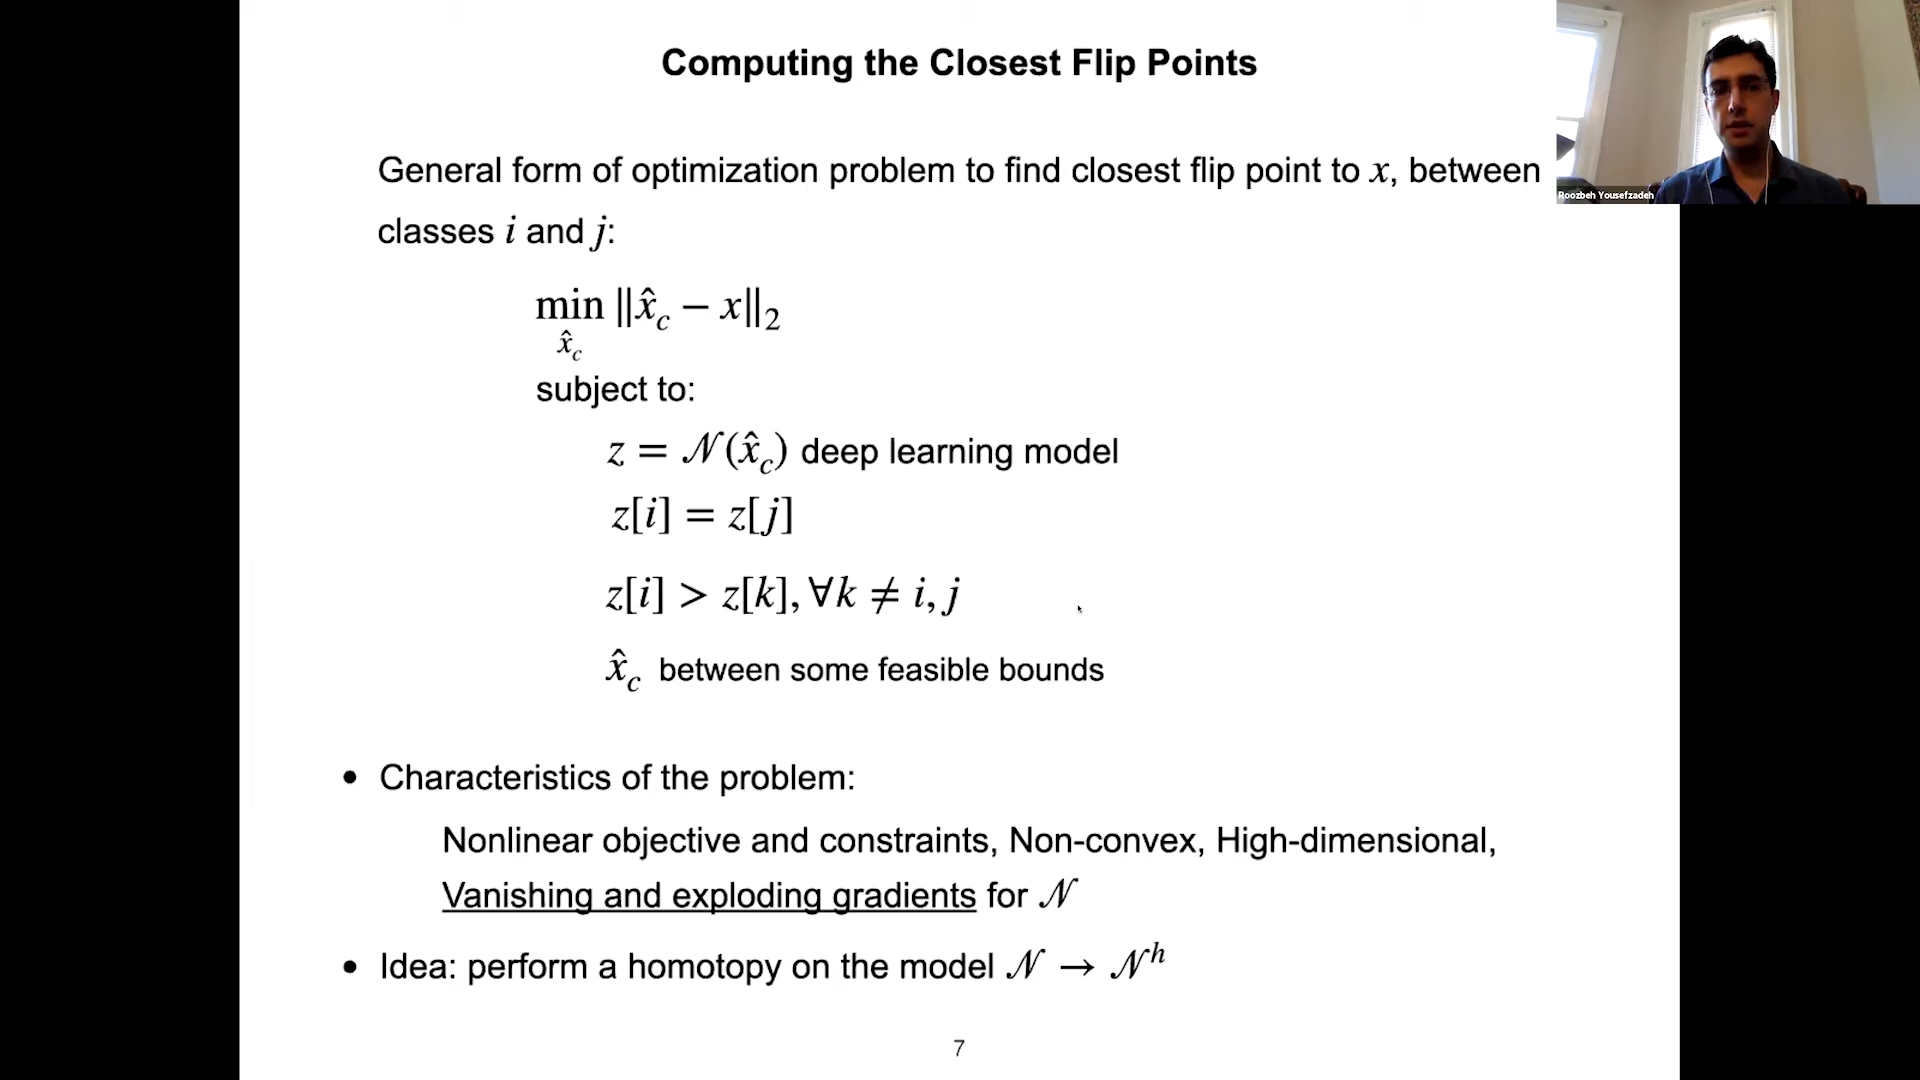 Computing the Closest Flip Points
General form of optimization problem to find closest flip point to x, between
classes i and j:
min ‖x̂_c − x‖₂
x̂_c
subject to:
z = 𝒩(x̂_c) deep learning model
z[i] = z[j]
z[i] > z[k], ∀k ≠ i, j
x̂_c between some feasible bounds
• Characteristics of the problem:
Nonlinear objective and constraints, Non-convex, High-dimensional,
Vanishing and exploding gradients for 𝒩
• Idea: perform a homotopy on the model 𝒩 → 𝒩ʰ
7
Roozbeh Yousefzadeh